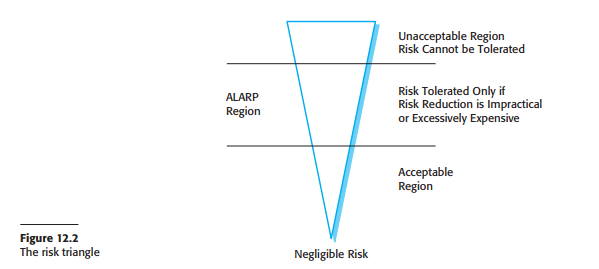 Unacceptable Region
Risk Cannot be Tolerated
ALARP
Region
Risk Tolerated Only if
Risk Reduction is Impractical
or Excessively Expensive
Acceptable
Region
Negligible Risk
Figure 12.2
The risk triangle